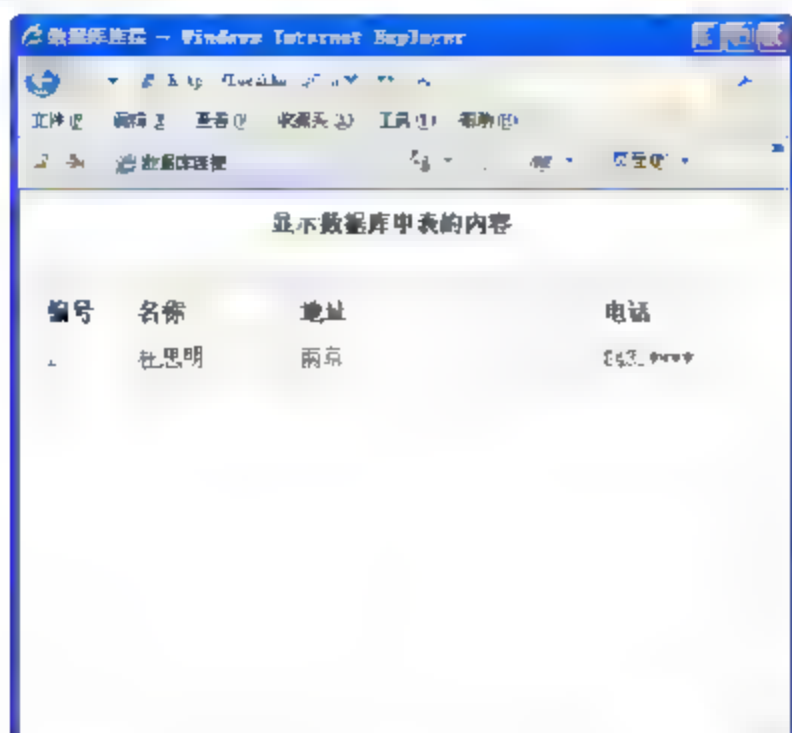 数据库连接 - Windows Internet Explorer
文件(F) 编辑(E) 查看(V) 收藏夹(A) 工具(T) 帮助(H)
数据库连接
显示数据库中表的内容
编号 名称 地址 电话
杜思明 南京